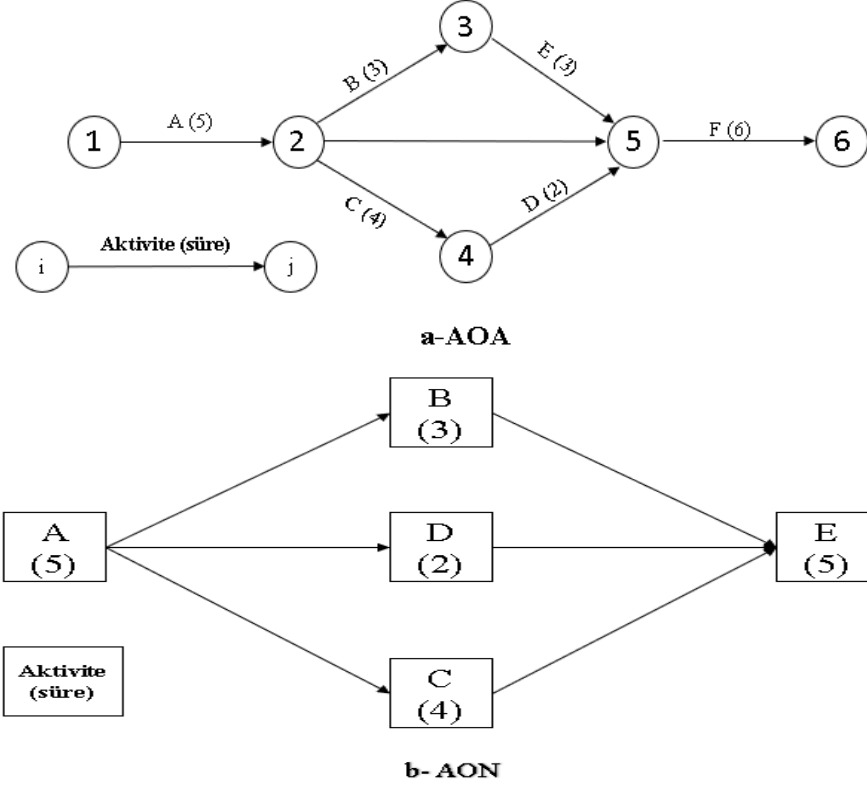 3
B (3)
E (3)
1
A (5)
2
5
F (6)
6
C (4)
D (2)
4
i
Aktivite (süre)
j
a-AOA
B
(3)
A
(5)
D
(2)
E
(5)
C
(4)
Aktivite
(süre)
b- AON